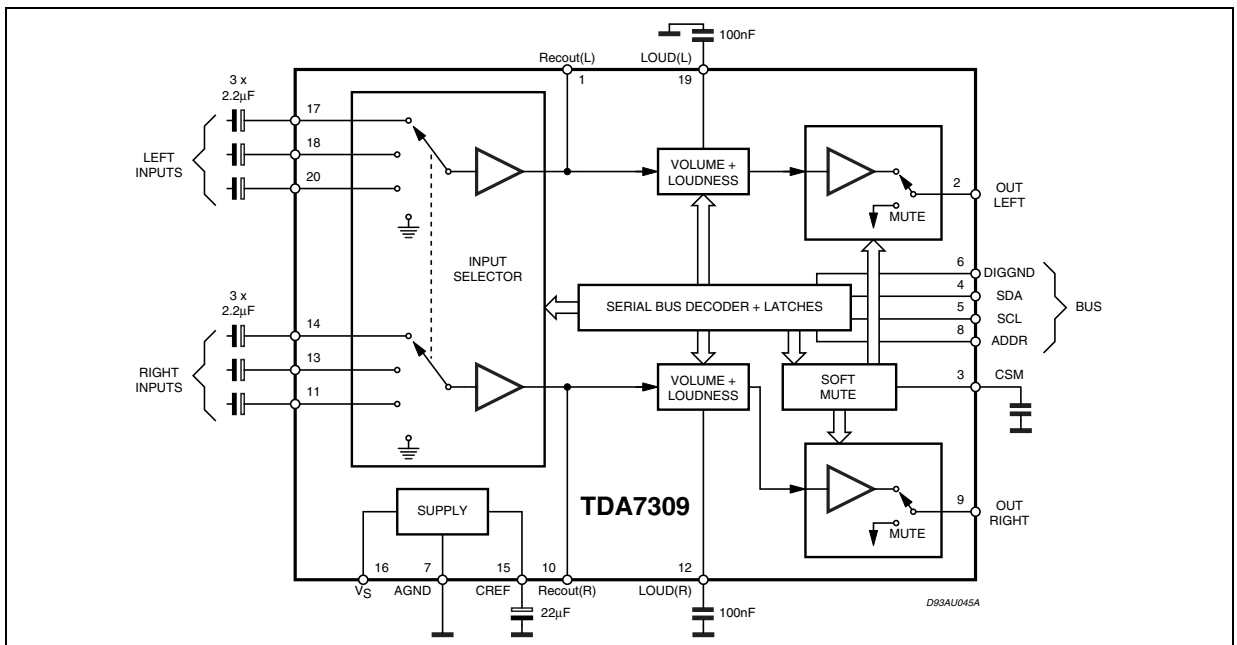 100nF
Recout(L)
LOUD(L)
1
19
3 x
2.2µF
17
18
20
LEFT
INPUTS
VOLUME +
LOUDNESS
2
OUT
LEFT
MUTE
INPUT
SELECTOR
6
DIGGND
4
SDA
5
SCL
8
ADDR
BUS
SERIAL BUS DECODER + LATCHES
3 x
2.2µF
14
13
11
RIGHT
INPUTS
VOLUME +
LOUDNESS
SOFT
MUTE
3
CSM
SUPPLY
TDA7309
9
OUT
RIGHT
MUTE
16
7
15
10
12
VS
AGND
CREF
Recout(R)
LOUD(R)
22µF
100nF
D93AU045A